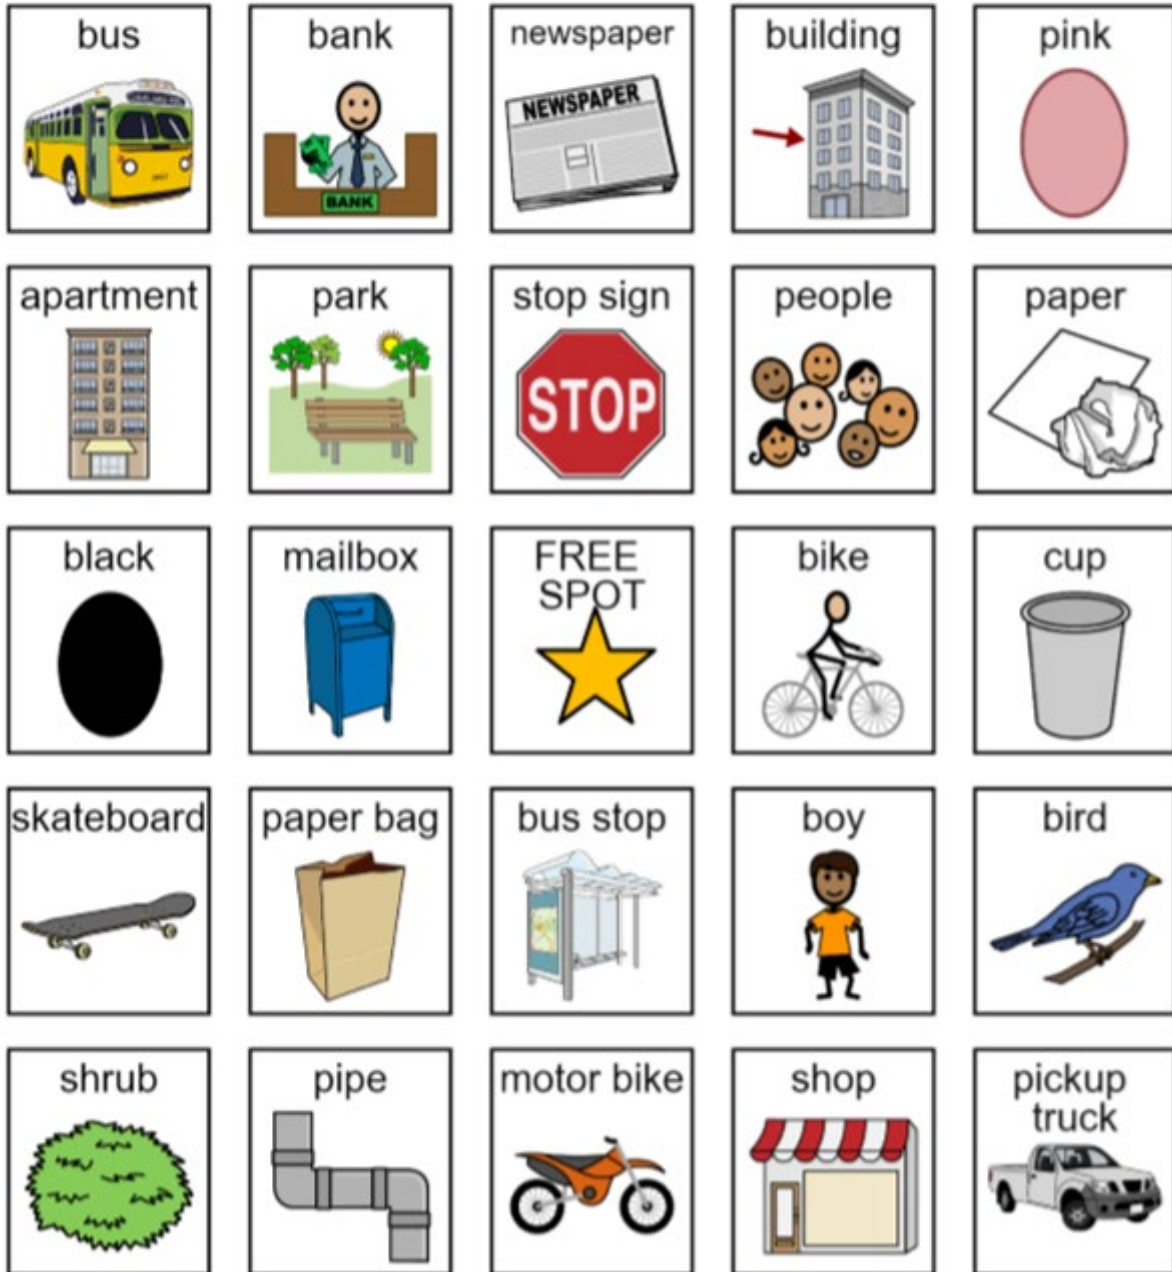 bus
bank
newspaper
building
pink
BANK
NEWSPAPER
apartment
park
stop sign
people
paper
STOP
black
mailbox
FREE
SPOT
bike
cup
skateboard
paper bag
bus stop
boy
bird
shrub
pipe
motor bike
shop
pickup
truck